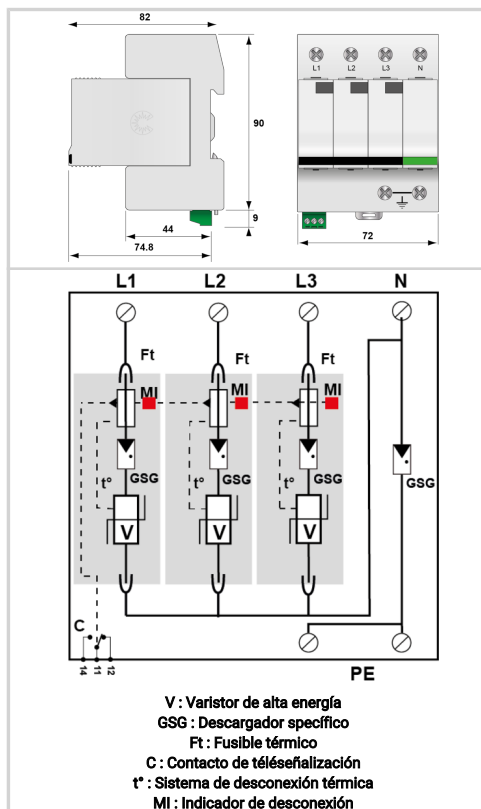 82
L1 L2 L3 N
90
9
44
74.8
72
L1 L2 L3 N
Ft Ft Ft
MI MI MI
t° GSG t° GSG t° GSG GSG
V V V
C
14 11 12
PE
V : Varistor de alta energía
GSG : Descargador específico
Ft : Fusible térmico
C : Contacto de téléseñalización
t° : Sistema de desconexión térmica
MI : Indicador de desconexión